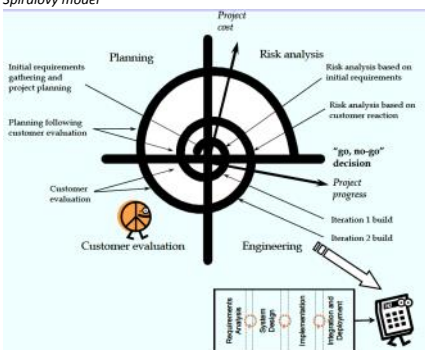 Spirálový model
Project
cost
Planning
Risk analysis
Initial requirements
gathering and
project planning
Risk analysis based on
initial requirements
Risk analysis based on
customer reaction
Planning following
customer evaluation
"go, no-go"
decision
Project
progress
Customer
evaluation
Iteration 1 build
Iteration 2 build
Customer evaluation
Engineering
Requirements
Analysis
System
Design
Implementation
Integration and
Deployment